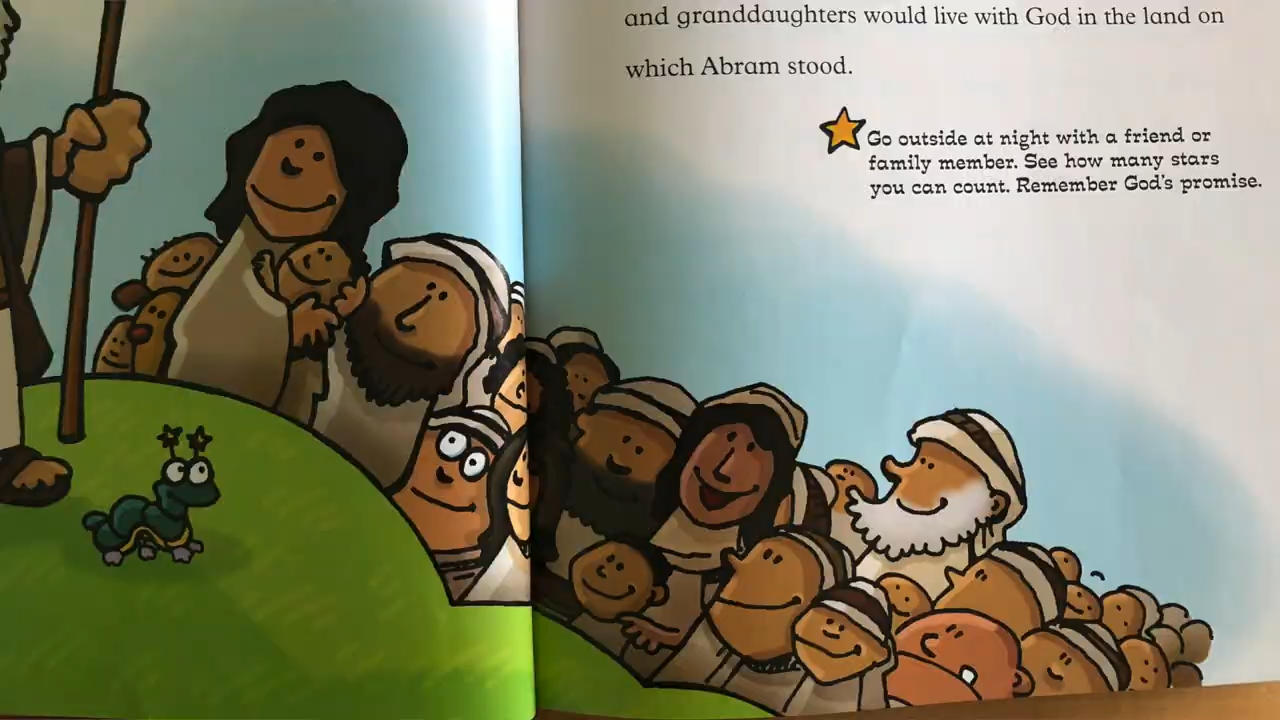 and granddaughters would live with God in the land on
which Abram stood.
Go outside at night with a friend or
family member. See how many stars
you can count. Remember God's promise.